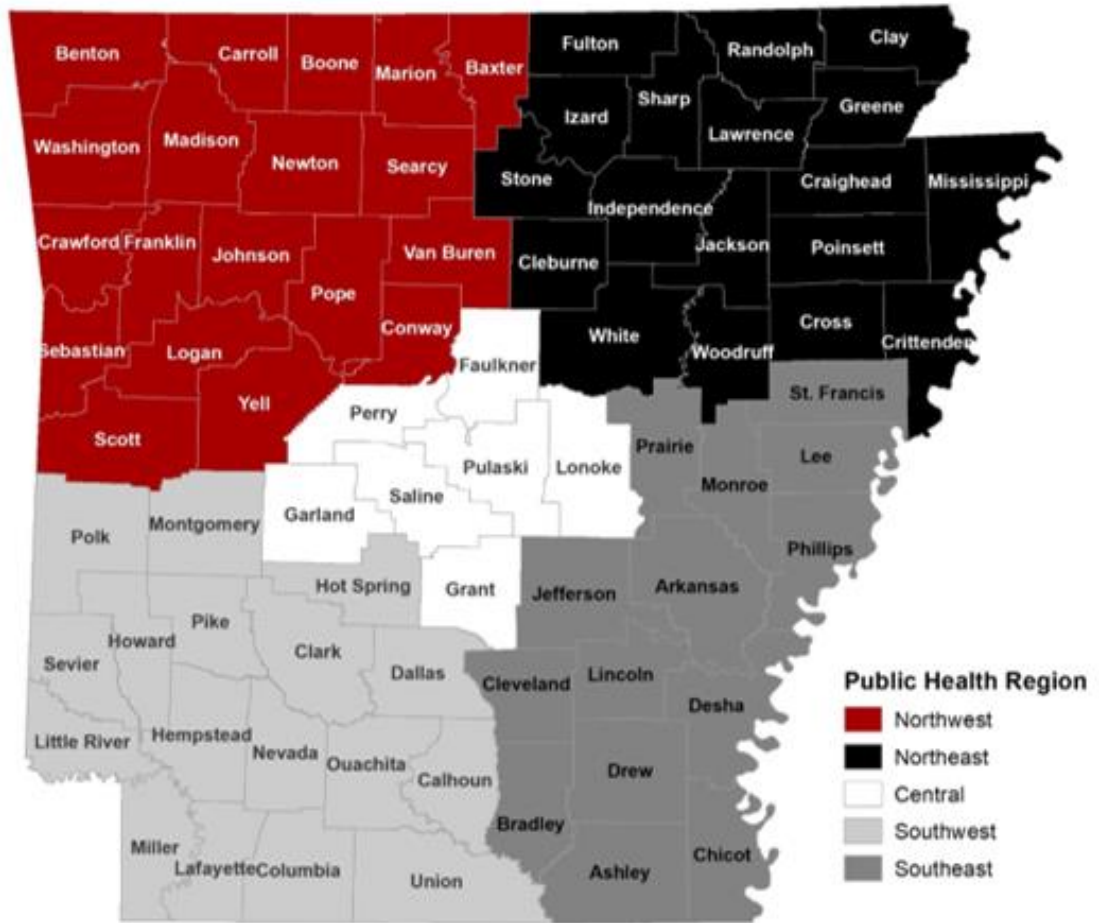 Benton
Carroll
Boone
Marion
Baxter
Fulton
Sharp
Randolph
Clay
Izard
Lawrence
Greene
Washington
Madison
Newton
Searcy
Stone
Independence
Craighead
Mississippi
Crawford
Franklin
Johnson
Pope
Van Buren
Cleburne
Jackson
Poinsett
Sebastian
Logan
Conway
Faulkner
White
Woodruff
Cross
Crittenden
Yell
Scott
Perry
Pulaski
Lonoke
Prairie
St. Francis
Lee
Monroe
Garland
Saline
Polk
Montgomery
Phillips
Hot Spring
Grant
Jefferson
Arkansas
Pike
Howard
Sevier
Clark
Dallas
Cleveland
Lincoln
Desha
Little River
Hempstead
Nevada
Ouachita
Calhoun
Drew
Bradley
Miller
Lafayette
Columbia
Union
Ashley
Chicot
Public Health Region
Northwest
Northeast
Central
Southwest
Southeast